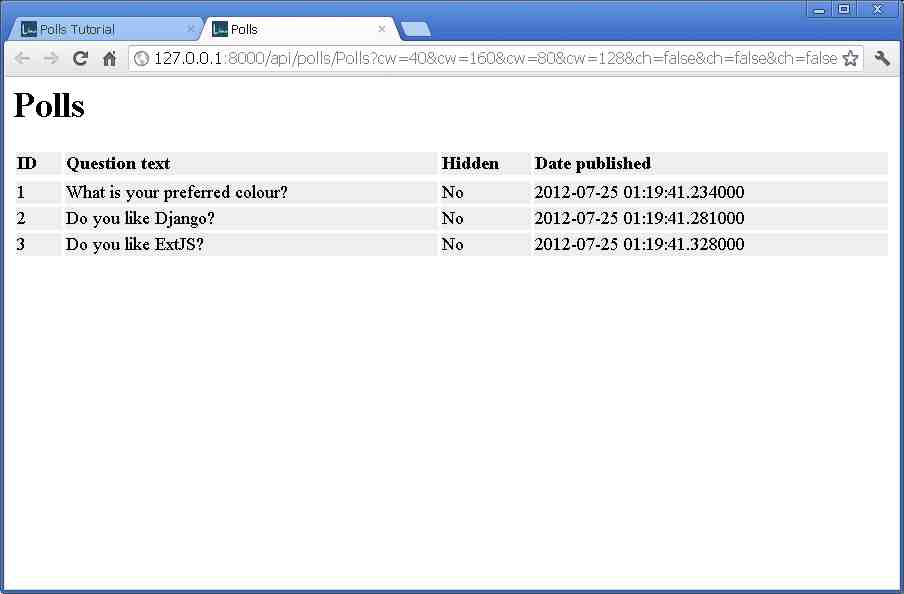 Polls Tutorial
Polls
127.0.0.1:8000/api/polls/Polls?cw=40&cw=160&cw=80&cw=128&ch=false&ch=false&ch=false
Polls
ID Question text Hidden Date published
1 What is your preferred colour? No 2012-07-25 01:19:41.234000
2 Do you like Django? No 2012-07-25 01:19:41.281000
3 Do you like ExtJS? No 2012-07-25 01:19:41.328000